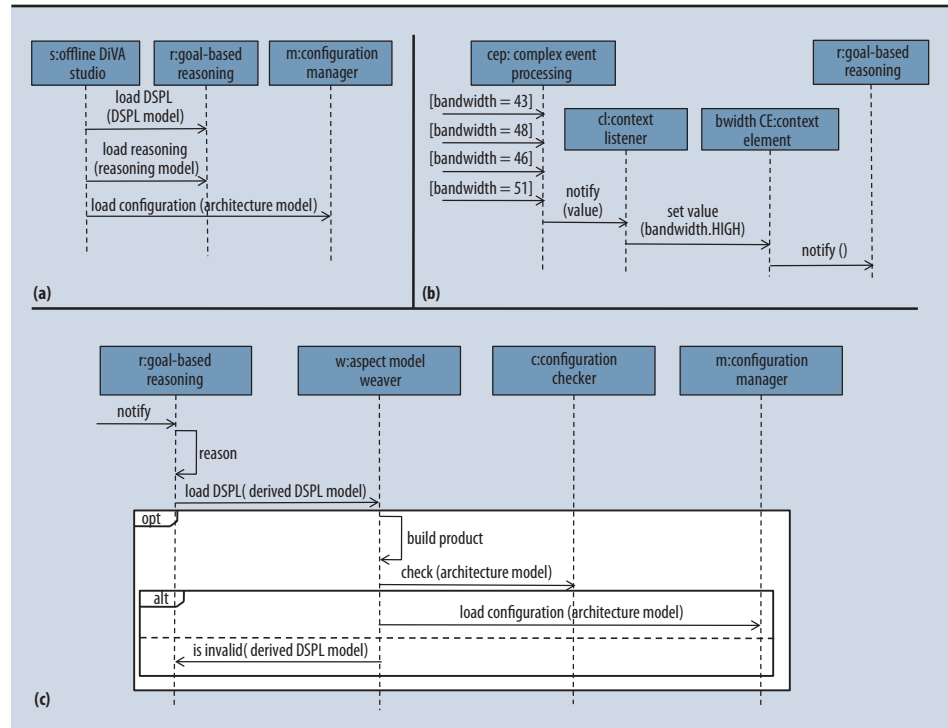 s:offline DiVA
studio
r:goal-based
reasoning
m:configuration
manager
load DSPL
(DSPL model)
load reasoning
(reasoning model)
load configuration (architecture model)
(a)
cep: complex event
processing
r:goal-based
reasoning
[bandwidth = 43]
cl:context
listener
bwidth CE:context
element
[bandwidth = 48]
[bandwidth = 46]
[bandwidth = 51]
notify
(value)
set value
(bandwidth.HIGH)
notify ()
(b)
r:goal-based
reasoning
w:aspect model
weaver
c:configuration
checker
m:configuration
manager
notify
reason
load DSPL( derived DSPL model)
opt
build product
check (architecture model)
alt
load configuration (architecture model)
is invalid( derived DSPL model)
(c)